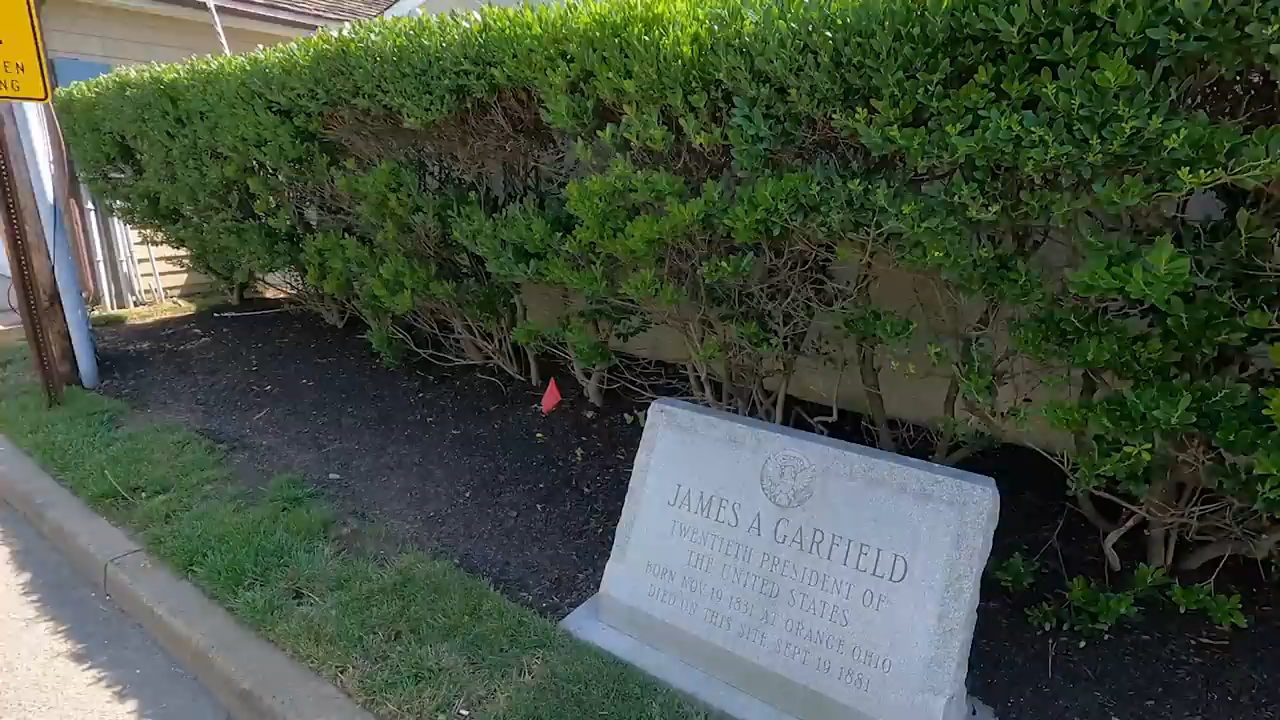 EN
NG
JAMES A GARFIELD
TWENTIETH PRESIDENT OF
THE UNITED STATES
BORN NOV 19 1831 AT ORANGE OHIO
DIED ON THIS SITE SEPT 19 1881